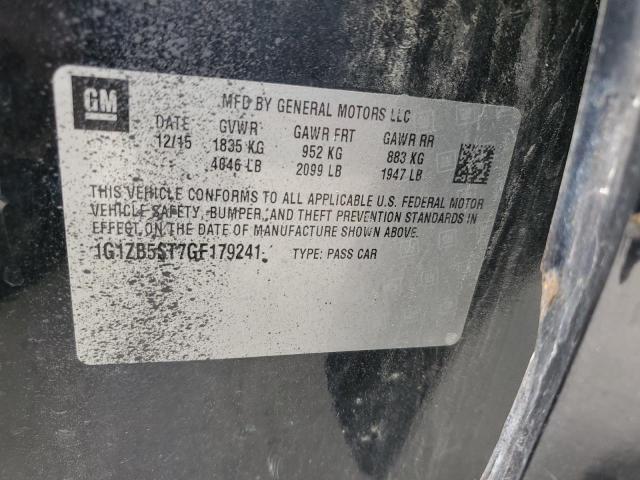 GM
MFD BY GENERAL MOTORS LLC
DATE GVWR GAWR FRT GAWR RR
12/15 1835 KG 952 KG 883 KG
4046 LB 2099 LB 1947 LB
THIS VEHICLE CONFORMS TO ALL APPLICABLE U.S. FEDERAL MOTOR
VEHICLE SAFETY, BUMPER, AND THEFT PREVENTION STANDARDS IN
EFFECT ON THE DATE OF MANUFACTURE SHOWN ABOVE.
1G1ZB5ST7GF179241 TYPE: PASS CAR